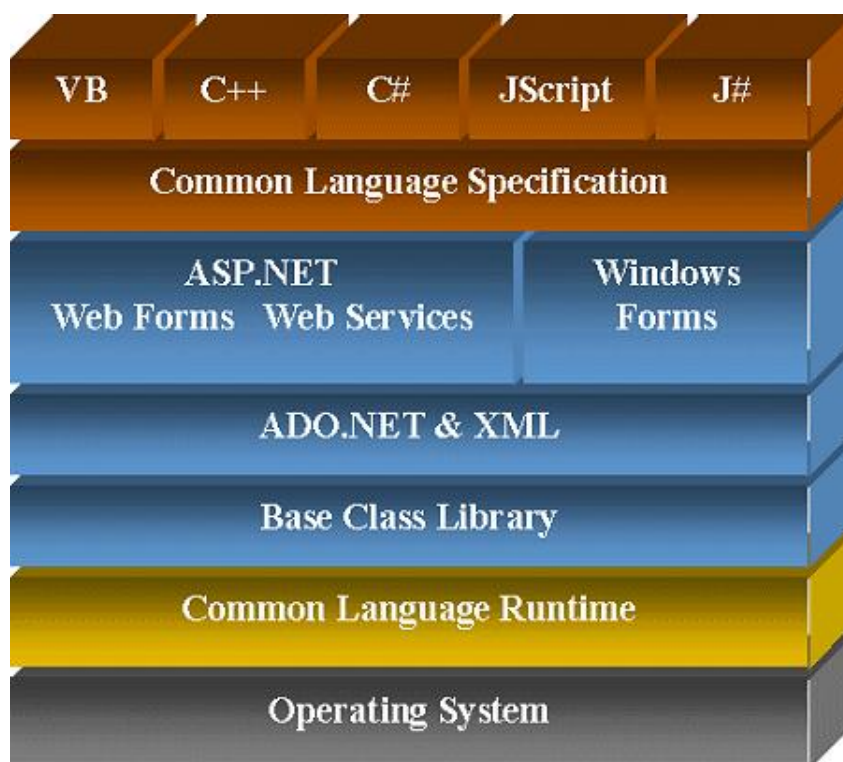 VB C++ C# JScript J#
Common Language Specification
ASP.NET Windows
Web Forms Web Services Forms
ADO.NET & XML
Base Class Library
Common Language Runtime
Operating System